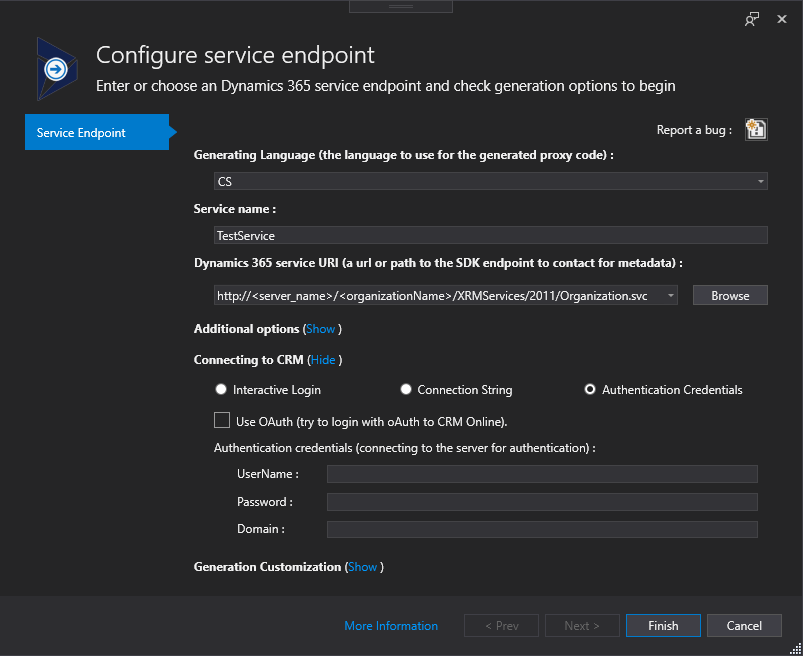 Configure service endpoint
Enter or choose an Dynamics 365 service endpoint and check generation options to begin
Service Endpoint
Report a bug :
Generating Language (the language to use for the generated proxy code) :
CS
Service name :
TestService
Dynamics 365 service URI (a url or path to the SDK endpoint to contact for metadata) :
http://<server_name>/<organizationName>/XRMServices/2011/Organization.svc Browse
Additional options (Show )
Connecting to CRM (Hide )
Interactive Login Connection String Authentication Credentials
Use OAuth (try to login with oAuth to CRM Online).
Authentication credentials (connecting to the server for authentication) :
UserName :
Password :
Domain :
Generation Customization (Show )
More Information < Prev Next > Finish Cancel